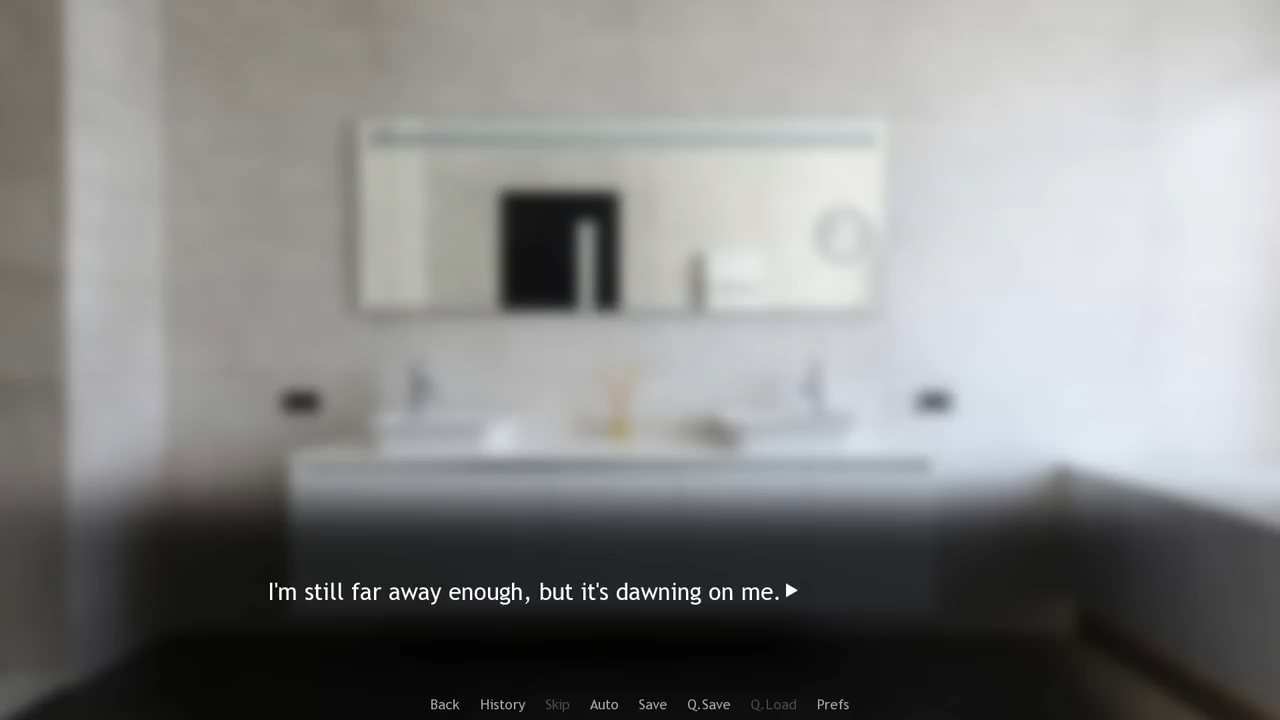 I'm still far away enough, but it's dawning on me.
Back History Skip Auto Save Q.Save Q.Load Prefs